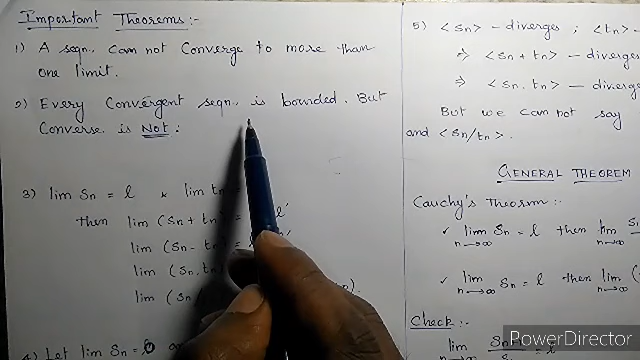 Important Theorems :-
1) A seqn. Can not Converge to more than
one limit.
2) Every Convergent seqn. is bounded. But
Converse is Not.
3) lim Sn = l & lim tn
then lim (Sn + tn) = l'
lim (Sn -
lim (Sn.
lim (Sn
4) Let lim Sn =
5) <Sn> - diverges ; <tn> -
⇒ <Sn + tn> - diverges
⇒ <Sn . tn> - diverges
But we can not say
and <Sn/tn>.
GENERAL THEOREM
Cauchy's Theorem :-
✓ lim Sn = l then lim
n→∞ n→∞
✓ lim Sn = l then lim (
n→∞ n→∞
Check :-
lim = l
n→∞
PowerDirector